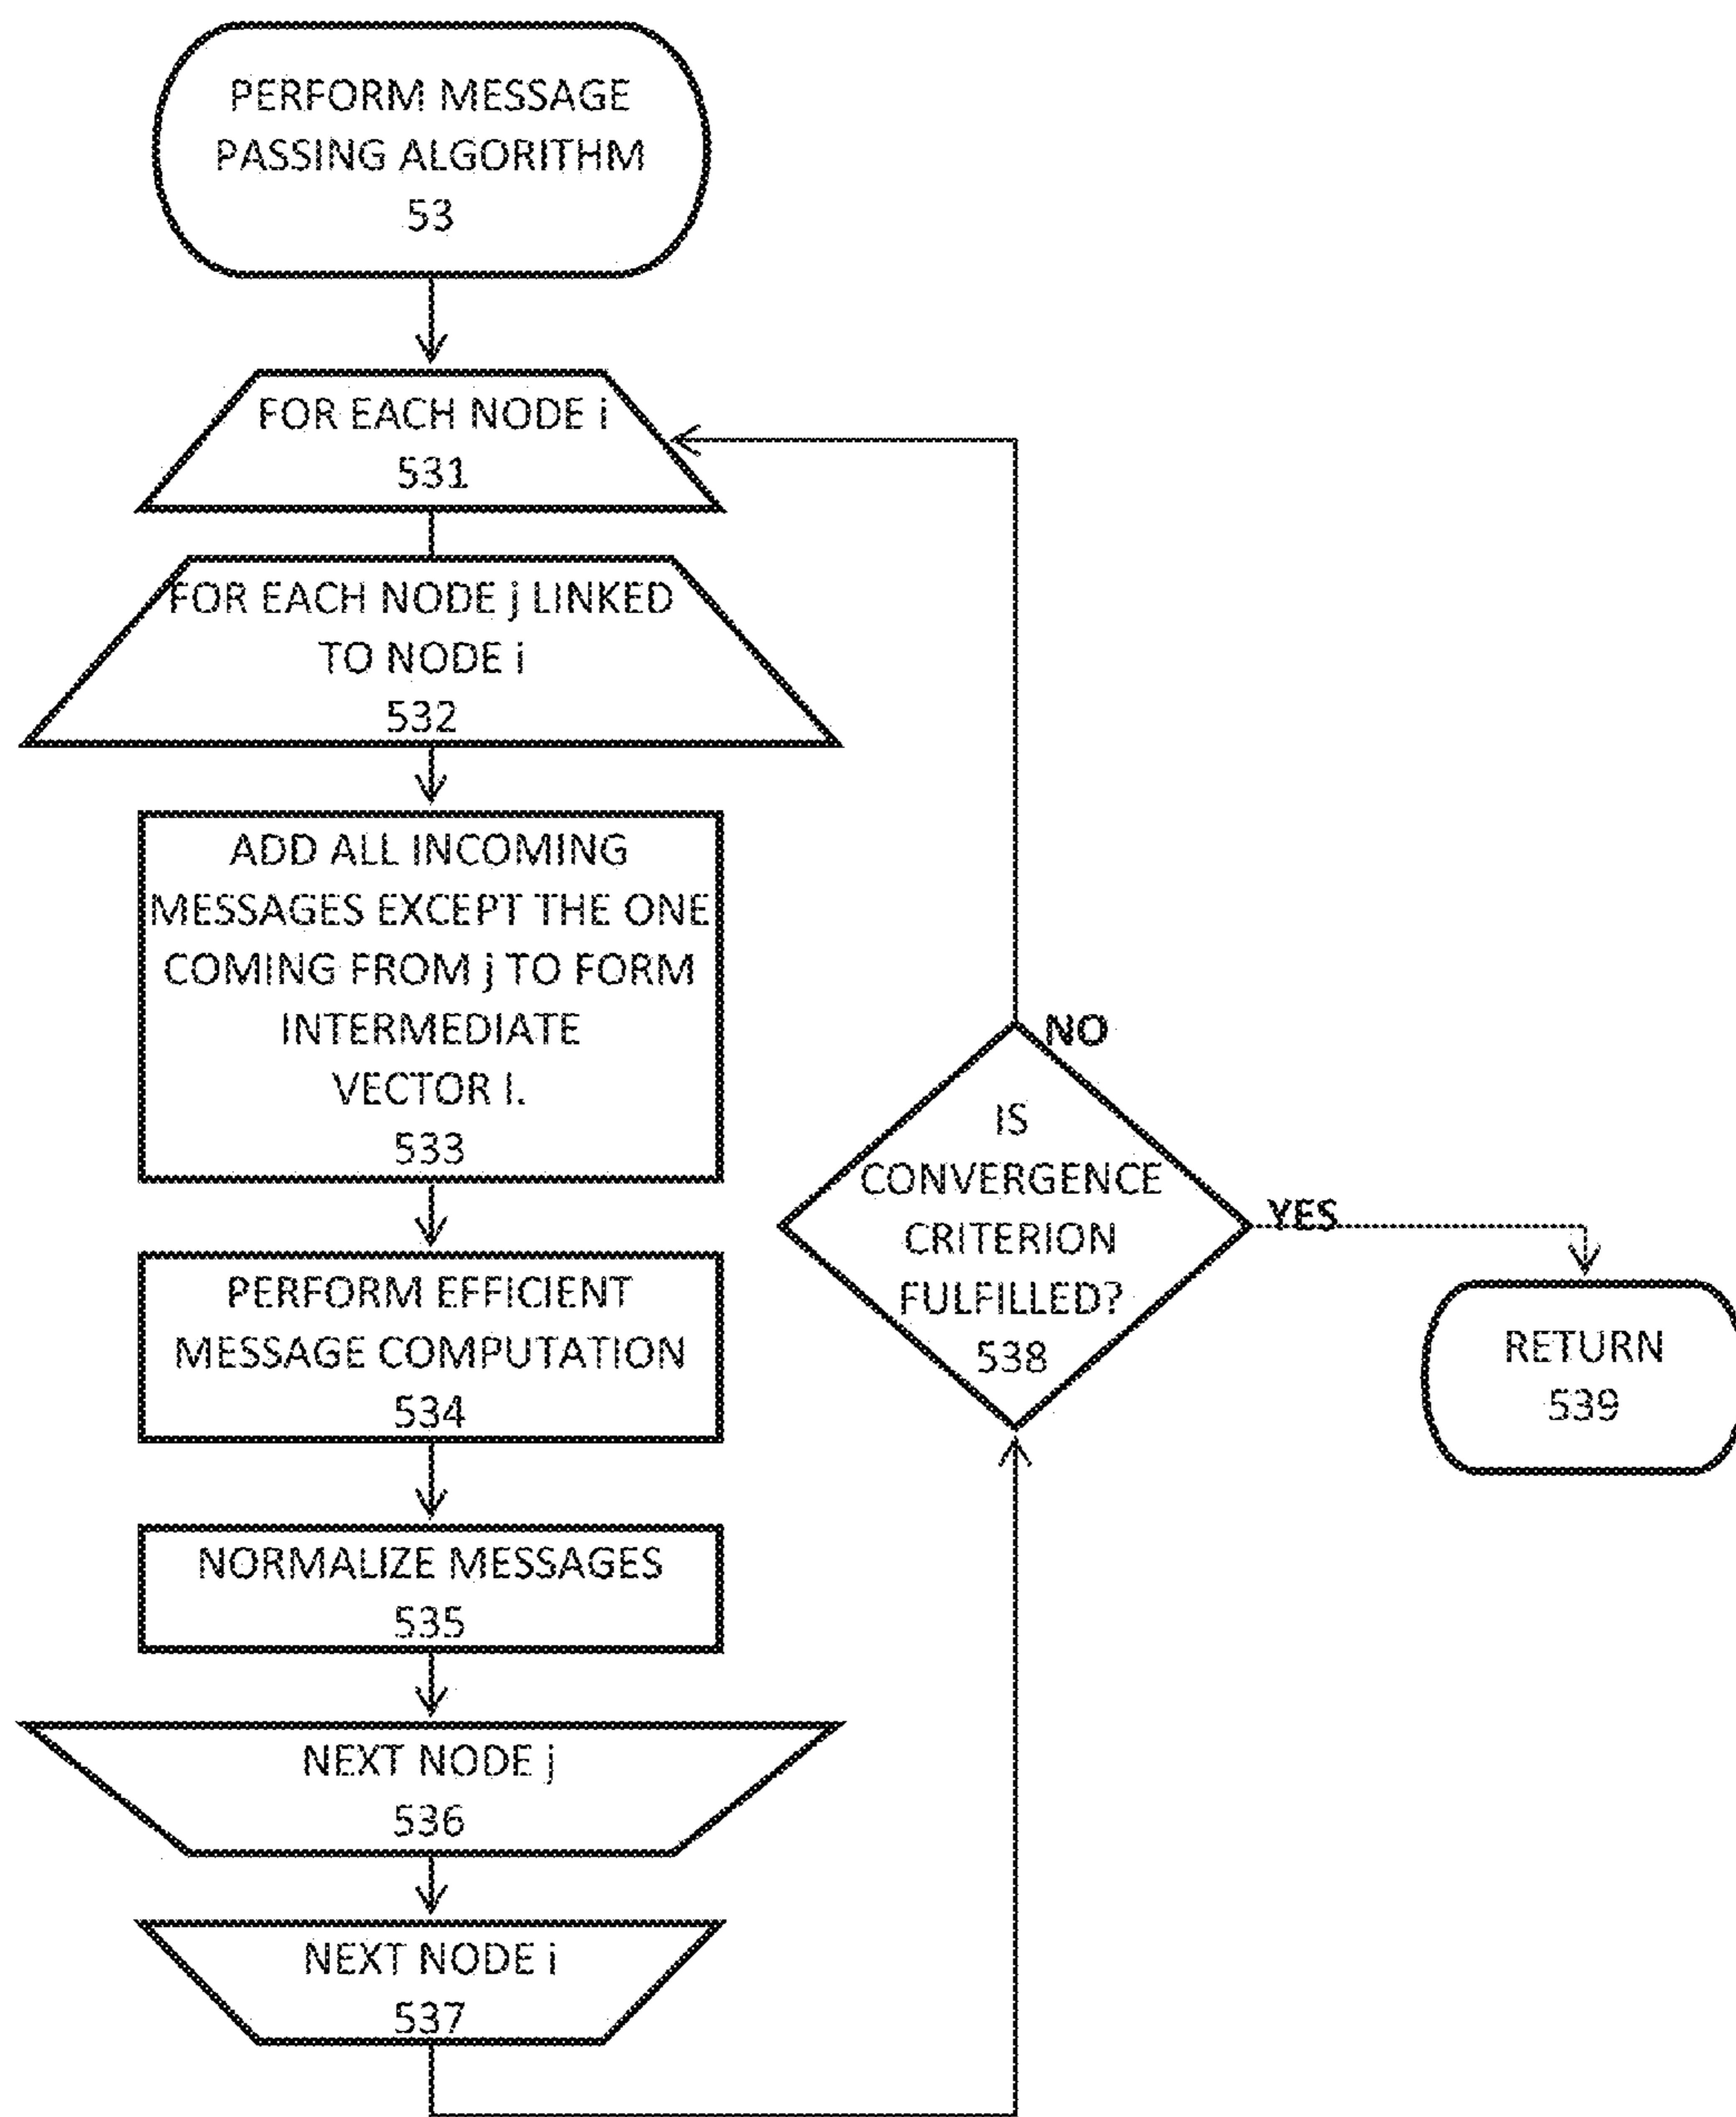 PERFORM MESSAGE
PASSING ALGORITHM
53
FOR EACH NODE i
531
FOR EACH NODE j LINKED
TO NODE i
532
ADD ALL INCOMING
MESSAGES EXCEPT THE ONE
COMING FROM j TO FORM
INTERMEDIATE
VECTOR I.
533
PERFORM EFFICIENT
MESSAGE COMPUTATION
534
NORMALIZE MESSAGES
535
NEXT NODE j
536
NEXT NODE i
537
NO
IS
CONVERGENCE
CRITERION
FULFILLED?
538
YES
RETURN
539